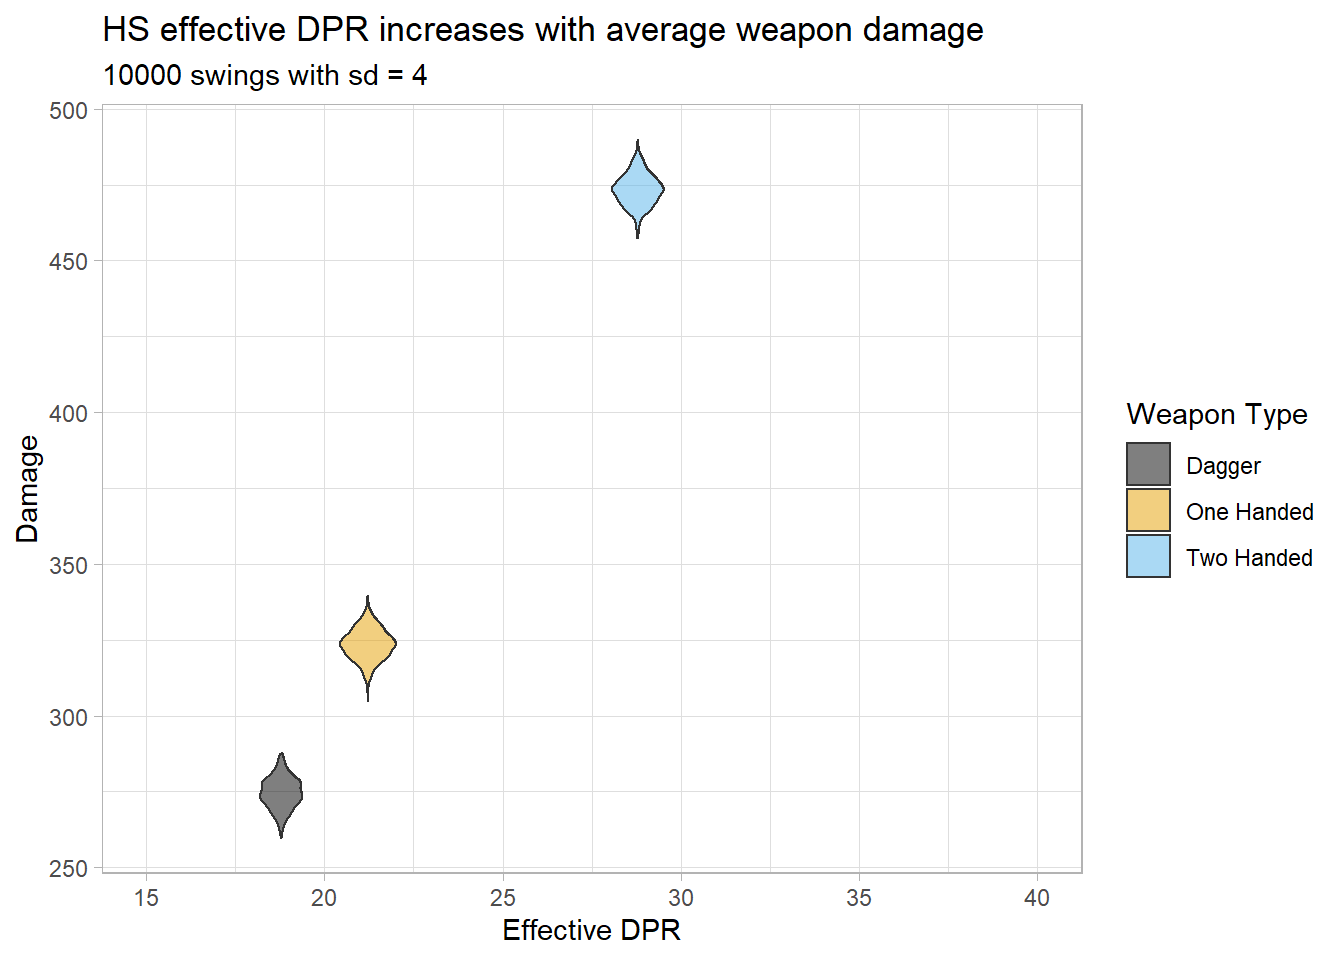 HS effective DPR increases with average weapon damage
10000 swings with sd = 4
500
450
400
350
300
250
Damage
15 20 25 30 35 40
Effective DPR
Weapon Type
Dagger
One Handed
Two Handed